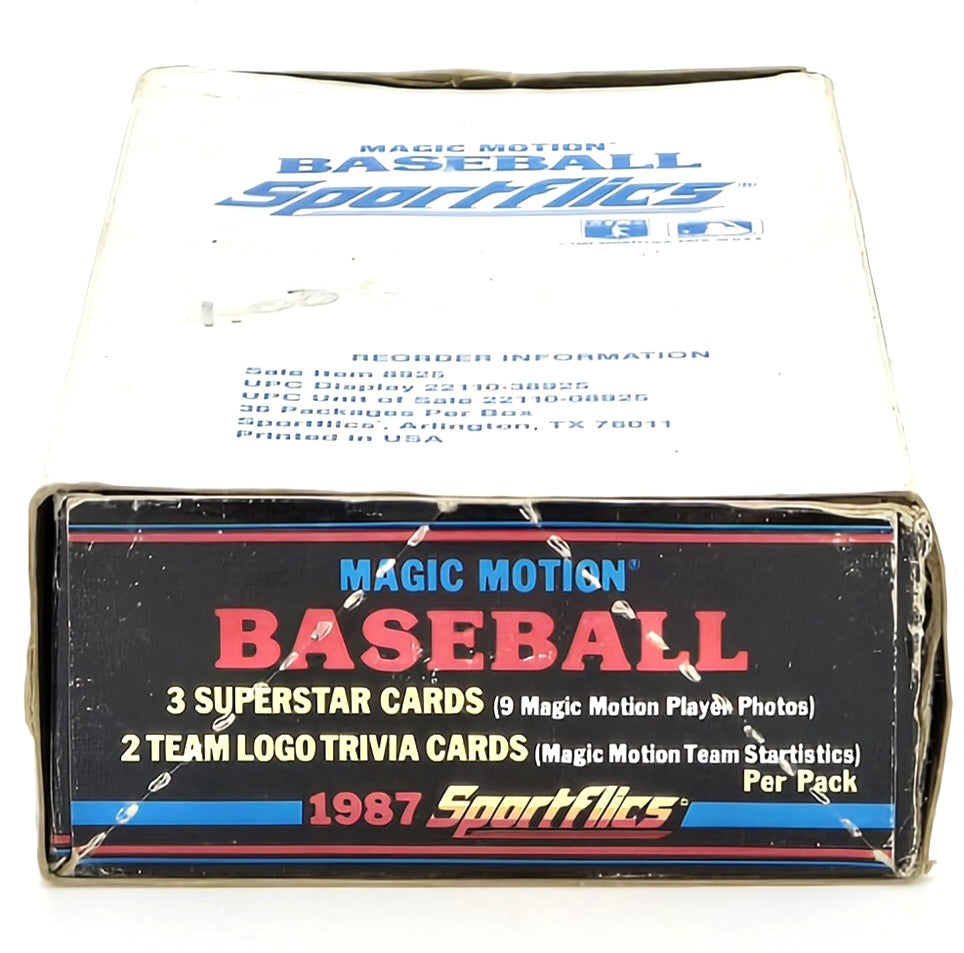 MAGIC MOTION
BASEBALL
Sportflics
REORDER INFORMATION
Sale Item 8925
UPC Display 22110-38925
UPC Unit of Sale 22110-08925
36 Packages Per Box
Sportflics, Arlington, TX 76011
Printed in USA
MAGIC MOTION
BASEBALL
3 SUPERSTAR CARDS (9 Magic Motion Player Photos)
2 TEAM LOGO TRIVIA CARDS (Magic Motion Team Startistics)
Per Pack
1987 Sportflics